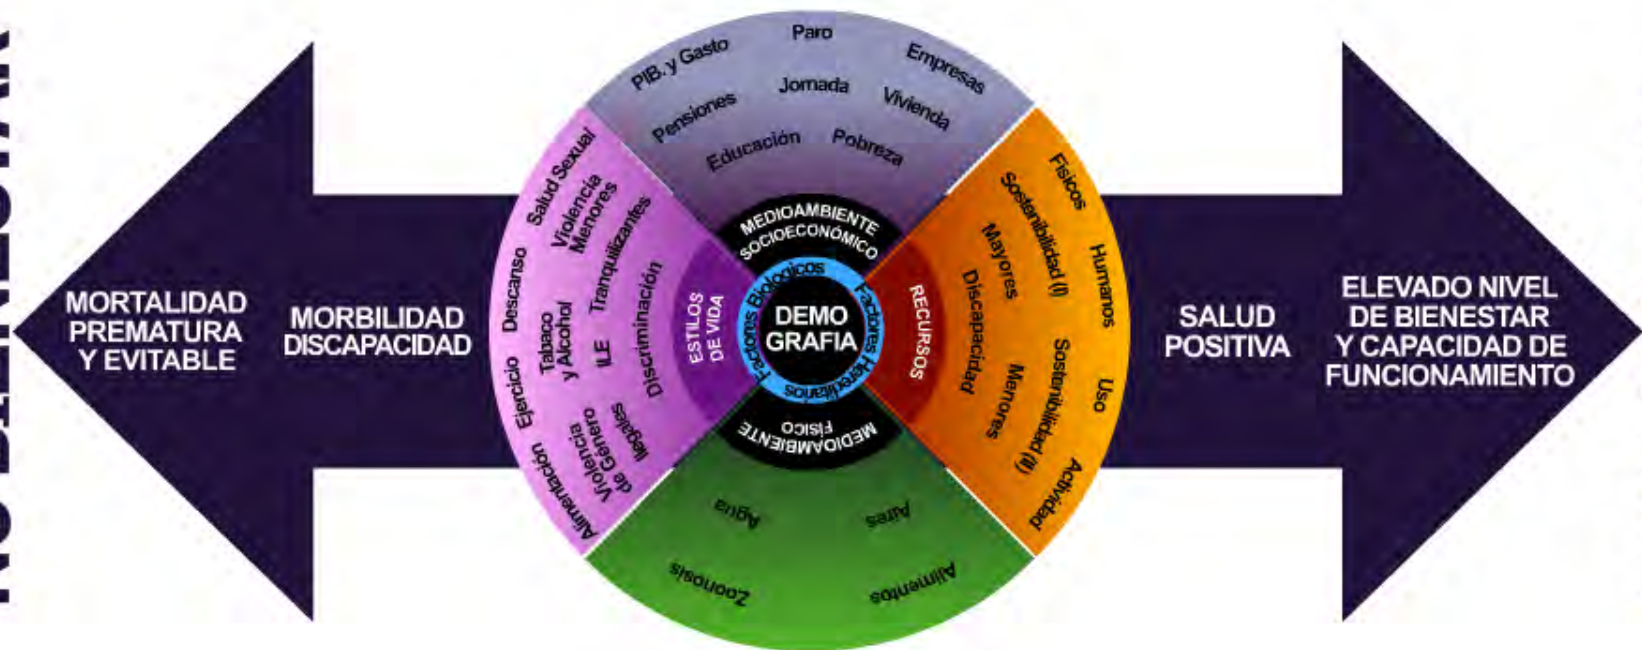 MORTALIDAD
PREMATURA
Y EVITABLE
MORBILIDAD
DISCAPACIDAD
PIB. y Gasto
Paro
Empresas
Pensiones
Jornada
Vivienda
Educación
Pobreza
MEDIOAMBIENTE
SOCIOECONÓMICO
Salud Sexual
Violencia
Menores
Tranquilizantes
Descanso
Tabaco
y Alcohol
ILE
Discriminación
Ejercicio
Alimentación
Violencia
de Género
Ilegales
ESTILOS
DE VIDA
Factores Biologicos
Factores Hereditarios
DEMO
GRAFIA
RECURSOS
Físicos
Sostenibilidad (I)
Mayores
Discapacidad
Humanos
Uso
Sostenibilidad (II)
Menores
Actividad
MEDIOAMBIENTE
FÍSICO
Agua
Aires
Zoonosis
Alimentos
SALUD
POSITIVA
ELEVADO NIVEL
DE BIENESTAR
Y CAPACIDAD DE
FUNCIONAMIENTO